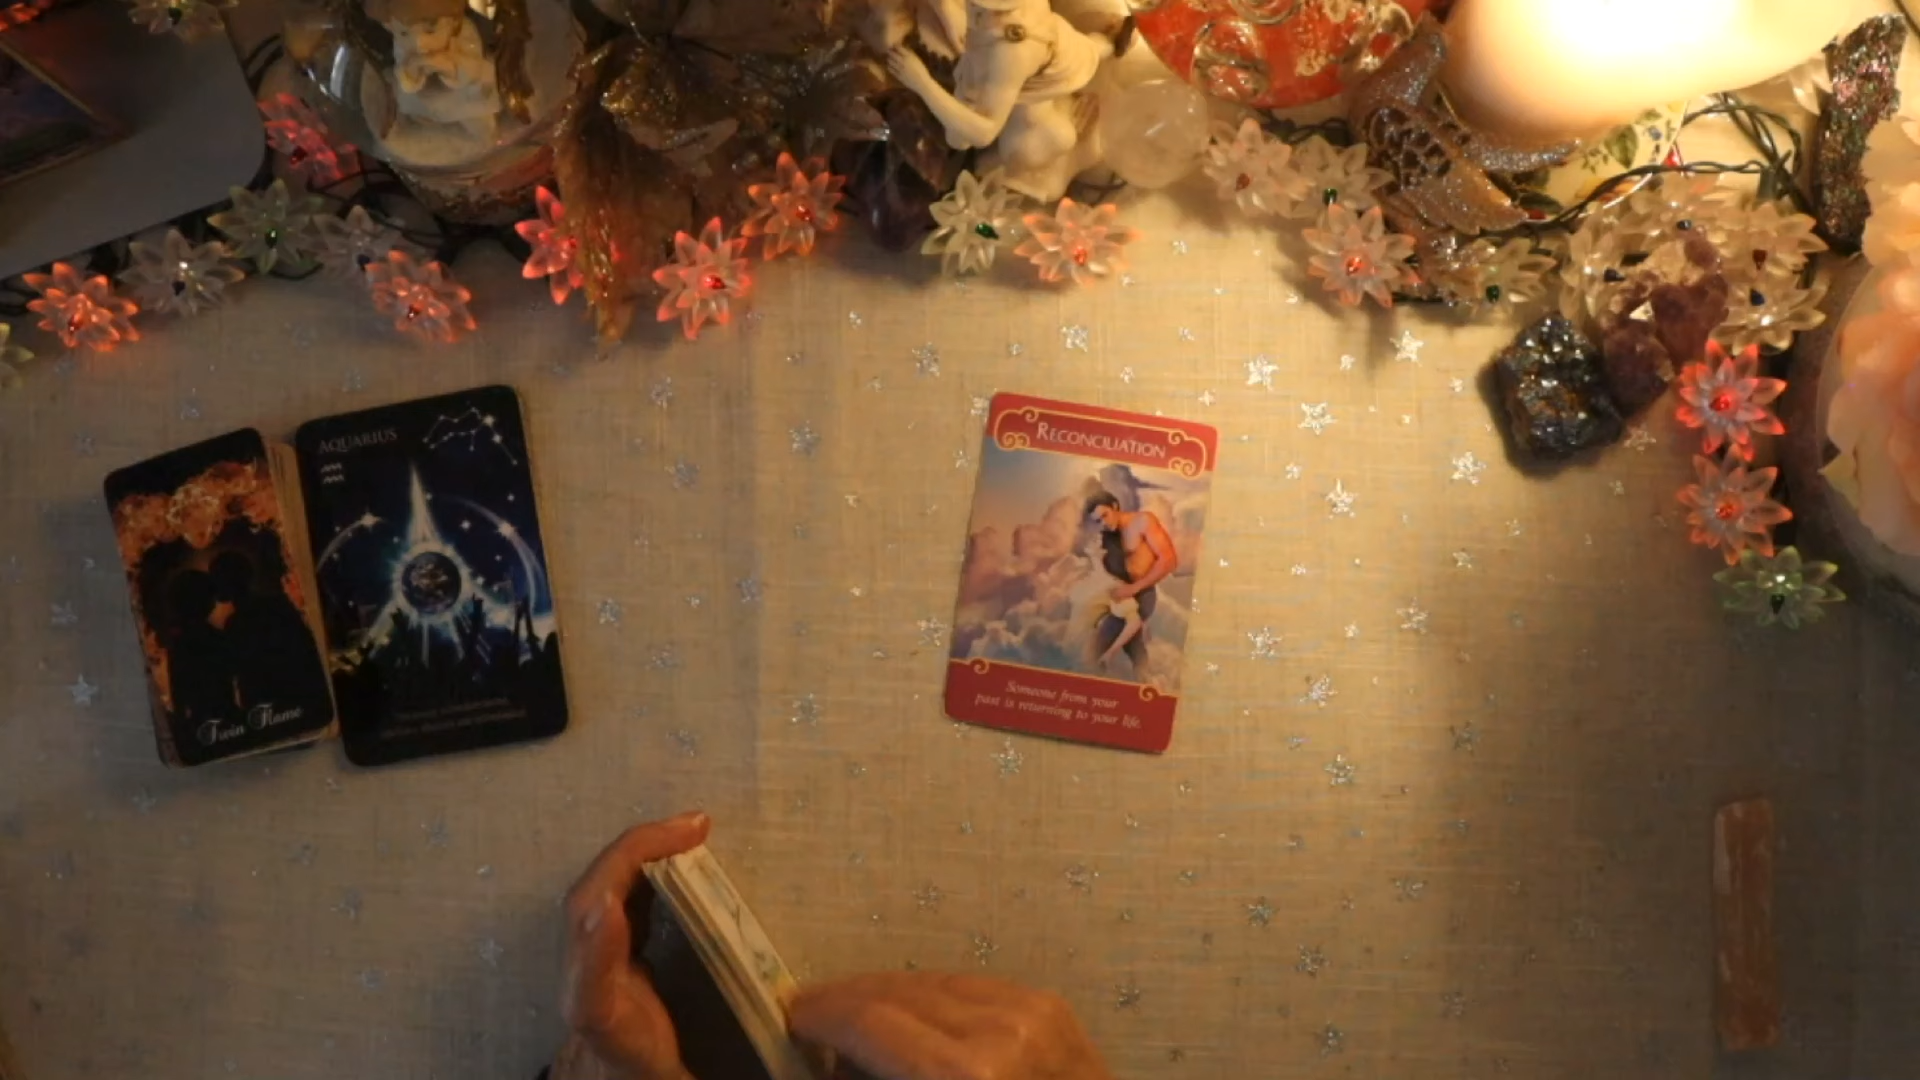 AQUARIUS
Twin Flame
RECONCILIATION
Someone from your
past is returning to your life.